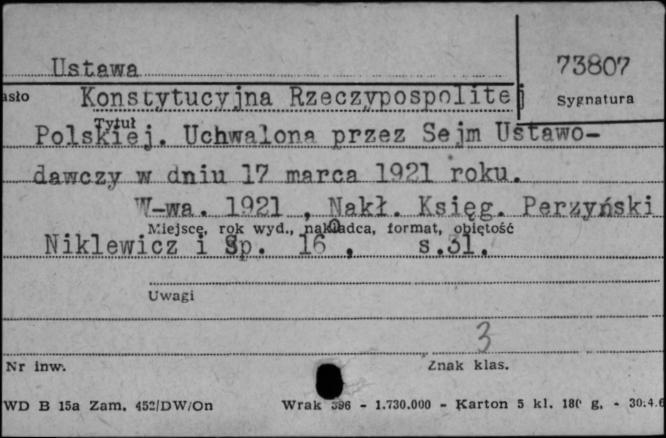 Ustawa
73807
asło Konstytucyjna Rzeczypospolitej
Sygnatura
Tytuł
Polskiej. Uchwalona przez Sejm Ustawo-
dawczy w dniu 17 marca 1921 roku.
W-wa. 1921 , Nakł. Księg. Perzyński
Miejsce, rok wyd., nakładca, format, objętość
Niklewicz i Sp. 16°, s.31.
Uwagi
3
Nr inw. Znak klas.
WD B 15a Zam. 452/DW/On Wrak 396 - 1.730.000 - Karton 5 kl. 180 g. - 30.4.6